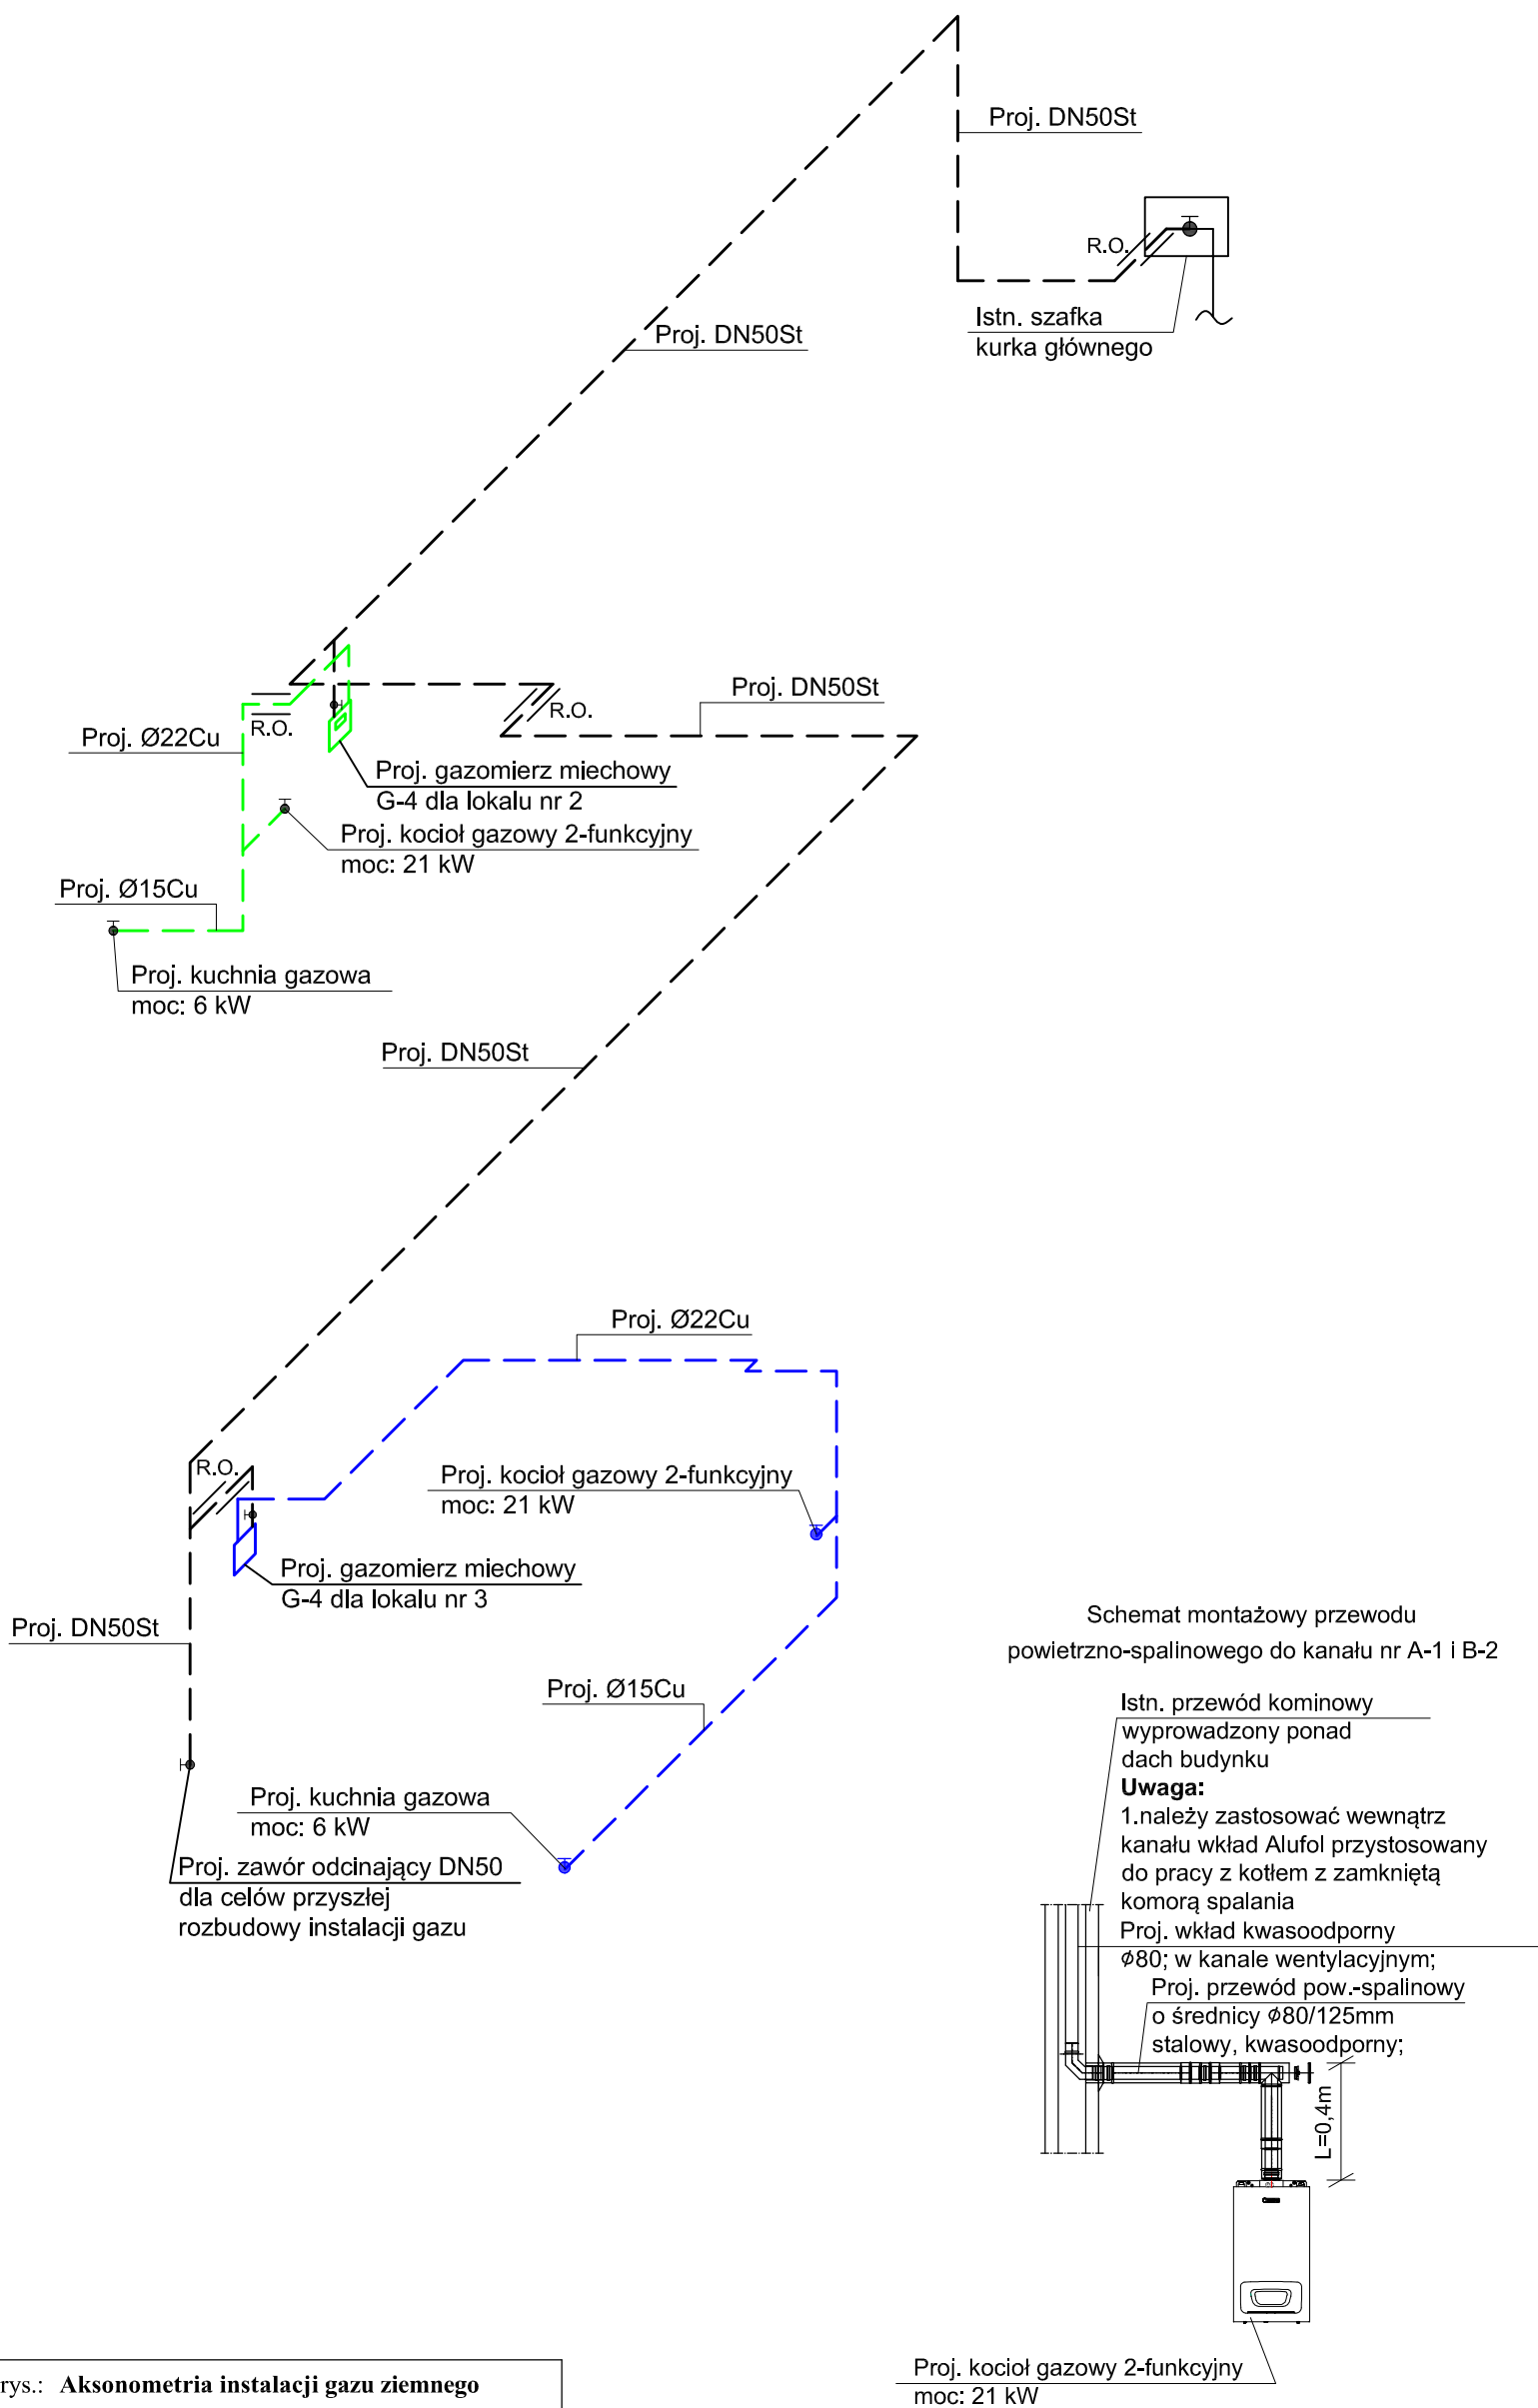 Proj. DN50St
R.O.
Istn. szafka
kurka głównego
Proj. DN50St
Proj. DN50St
R.O.
R.O.
Proj. Ø22Cu
Proj. gazomierz miechowy
G-4 dla lokalu nr 2
Proj. kocioł gazowy 2-funkcyjny
moc: 21 kW
Proj. Ø15Cu
Proj. kuchnia gazowa
moc: 6 kW
Proj. DN50St
Proj. Ø22Cu
R.O.
Proj. kocioł gazowy 2-funkcyjny
moc: 21 kW
Proj. gazomierz miechowy
G-4 dla lokalu nr 3
Proj. DN50St
Proj. Ø15Cu
Proj. kuchnia gazowa
moc: 6 kW
Proj. zawór odcinający DN50
dla celów przyszłej
rozbudowy instalacji gazu
Schemat montażowy przewodu
powietrzno-spalinowego do kanału nr A-1 i B-2
Istn. przewód kominowy
wyprowadzony ponad
dach budynku
Uwaga:
1.należy zastosować wewnątrz
kanału wkład Alufol przystosowany
do pracy z kotłem z zamkniętą
komorą spalania
Proj. wkład kwasoodporny
φ80; w kanale wentylacyjnym;
Proj. przewód pow.-spalinowy
o średnicy φ80/125mm
stalowy, kwasoodporny;
L=0,4m
Proj. kocioł gazowy 2-funkcyjny
moc: 21 kW
rys.: Aksonometria instalacji gazu ziemnego